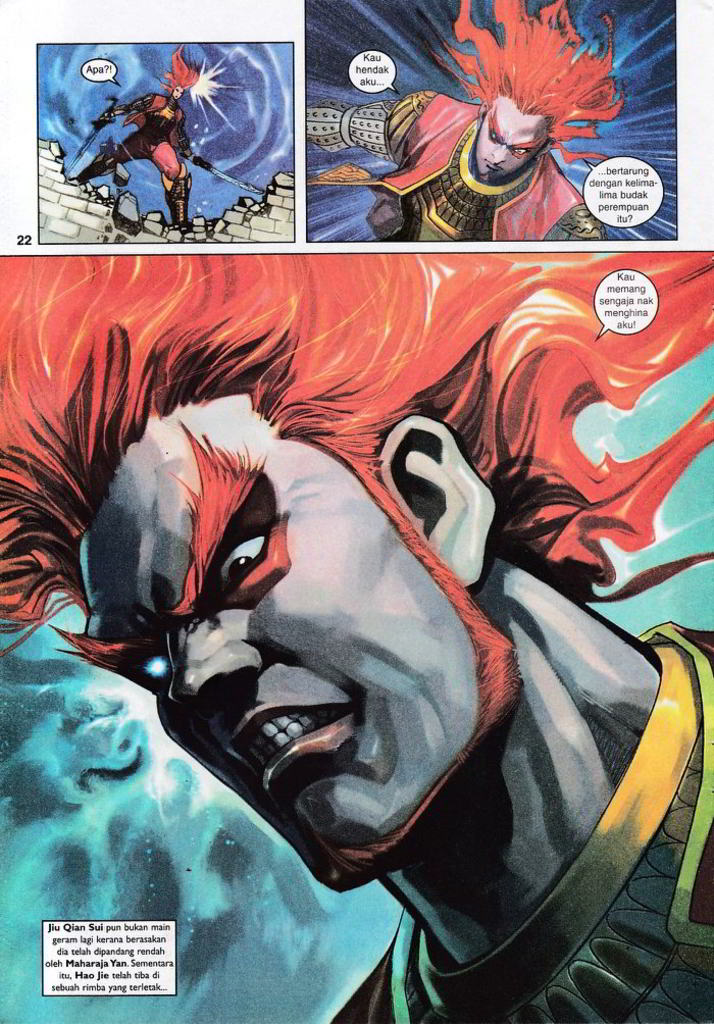 Apa?!
Kau
hendak
aku...
...bertarung
dengan kelima-
lima budak
perempuan
itu?
22
Kau
memang
sengaja nak
menghina
aku!
Jiu Qian Sui pun bukan main
geram lagi kerana berasakan
dia telah dipandang rendah
oleh Maharaja Yan. Sementara
itu, Hao Jie telah tiba di
sebuah rimba yang terletak...